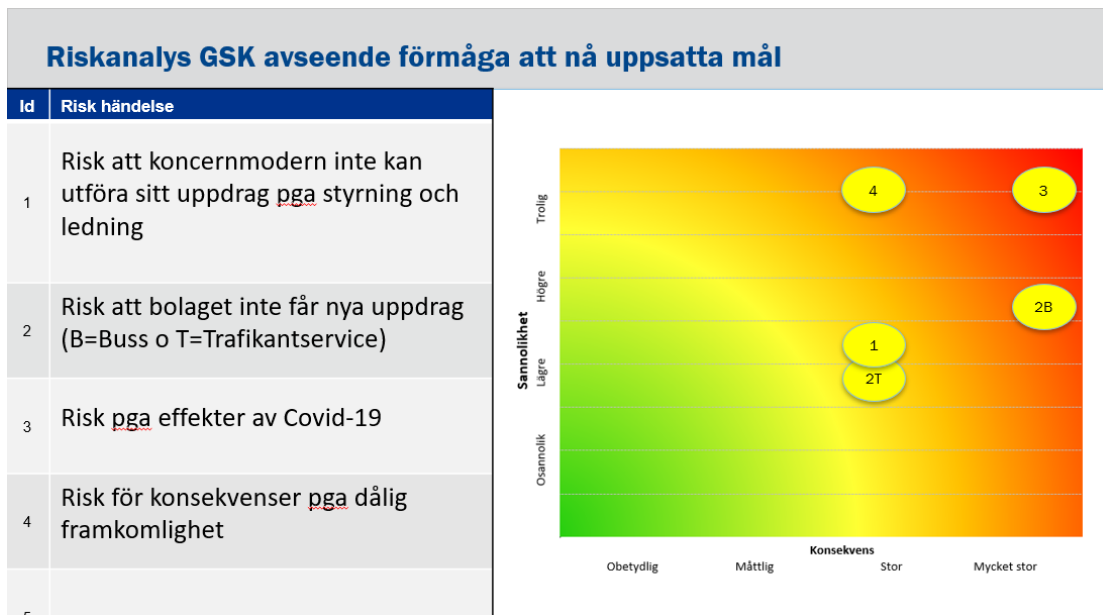 Riskanalys GSK avseende förmåga att nå uppsatta mål
Id Risk händelse
1
Risk att koncernmodern inte kan
utföra sitt uppdrag pga styrning och
ledning
2
Risk att bolaget inte får nya uppdrag
(B=Buss o T=Trafikantservice)
3
Risk pga effekter av Covid-19
4
Risk för konsekvenser pga dålig
framkomlighet
Sannolikhet
Trolig
Högre
Lägre
Osannolik
4
3
2B
1
2T
Konsekvens
Obetydlig Måttlig Stor Mycket stor